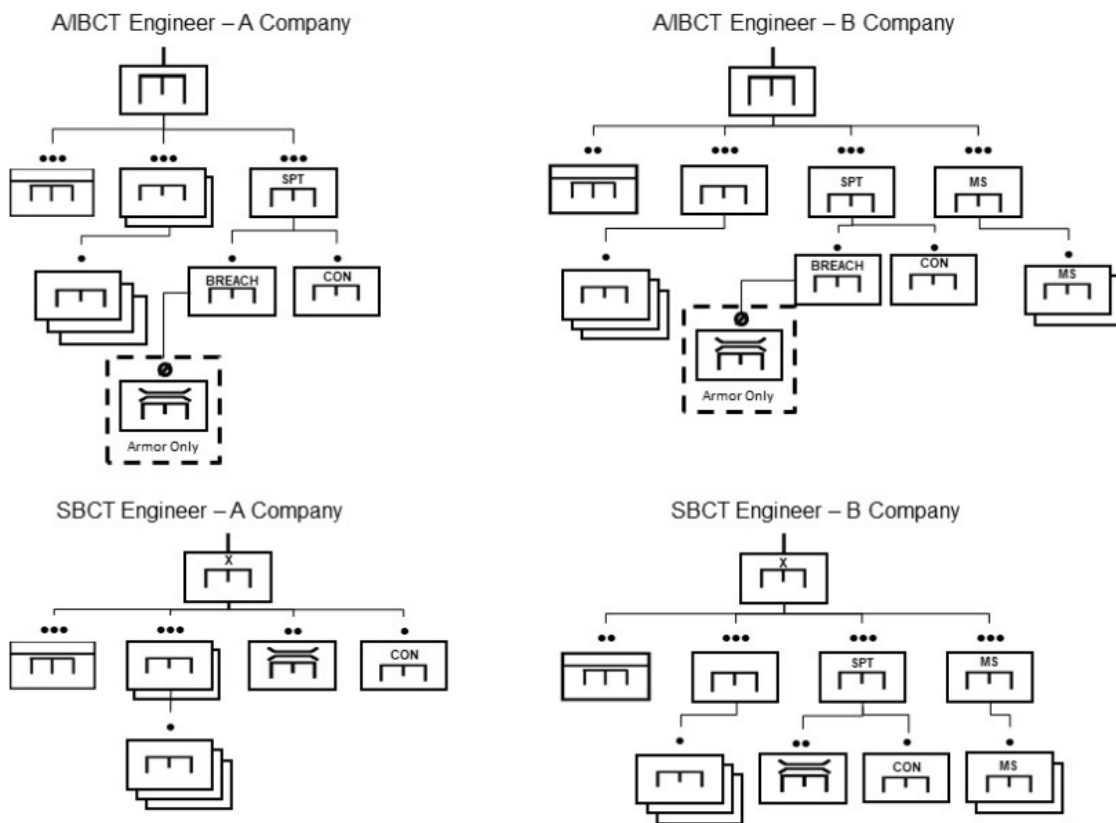 A/IBCT Engineer – A Company
SPT
BREACH
CON
Armor Only
A/IBCT Engineer – B Company
SPT
MS
BREACH
CON
MS
Armor Only
SBCT Engineer – A Company
X
CON
SBCT Engineer – B Company
X
SPT
MS
CON
MS